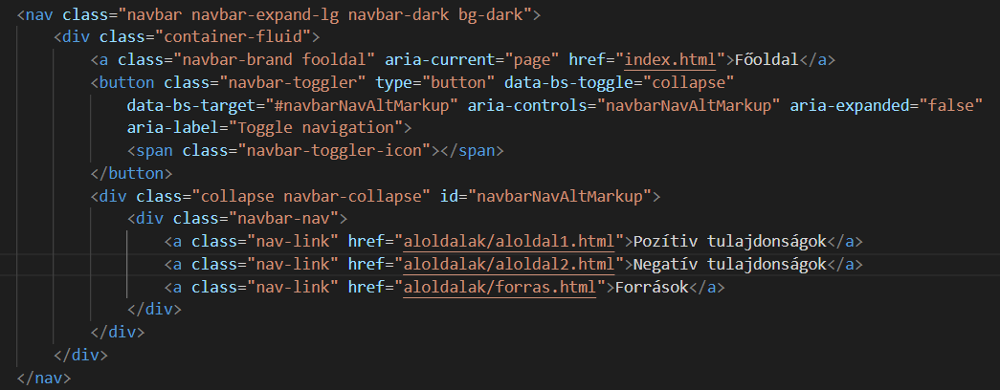 <nav class="navbar navbar-expand-lg navbar-dark bg-dark">
<div class="container-fluid">
<a class="navbar-brand fooldal" aria-current="page" href="index.html">Főoldal</a>
<button class="navbar-toggler" type="button" data-bs-toggle="collapse"
data-bs-target="#navbarNavAltMarkup" aria-controls="navbarNavAltMarkup" aria-expanded="false"
aria-label="Toggle navigation">
<span class="navbar-toggler-icon"></span>
</button>
<div class="collapse navbar-collapse" id="navbarNavAltMarkup">
<div class="navbar-nav">
<a class="nav-link" href="aloldalak/aloldal1.html">Pozítiv tulajdonságok</a>
<a class="nav-link" href="aloldalak/aloldal2.html">Negatív tulajdonságok</a>
<a class="nav-link" href="aloldalak/forras.html">Források</a>
</div>
</div>
</div>
</nav>